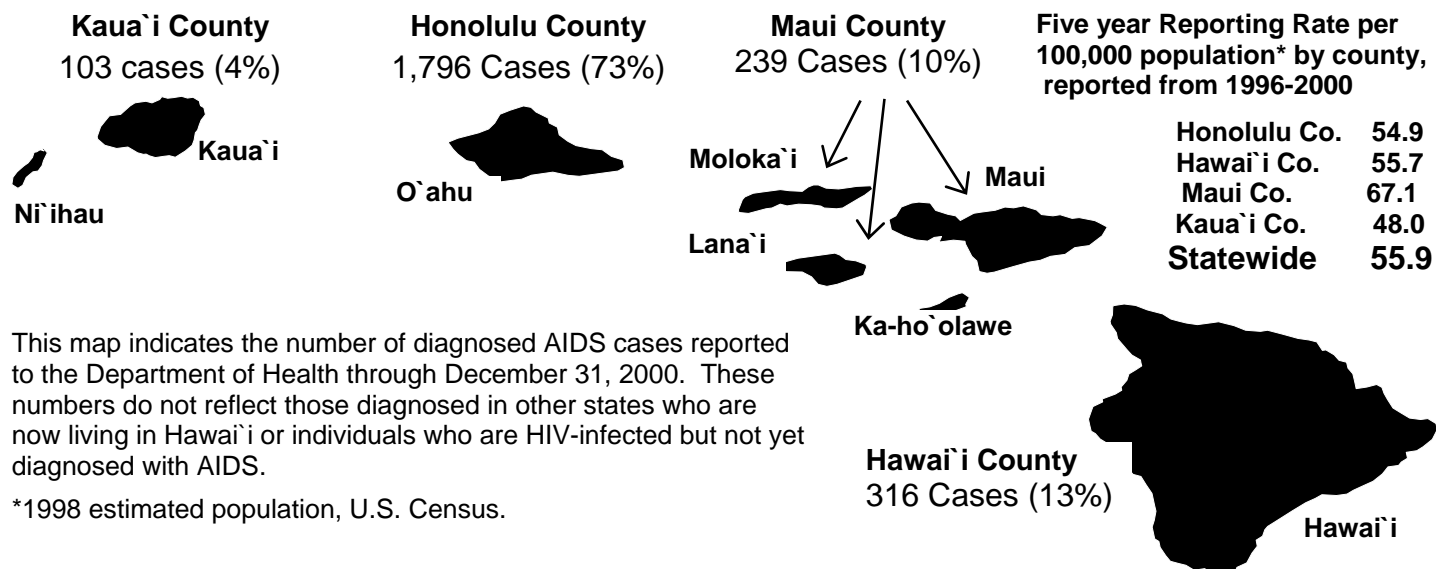 Kaua`i County
103 cases (4%)
Kaua`i
Ni`ihau
Honolulu County
1,796 Cases (73%)
O`ahu
Maui County
239 Cases (10%)
Moloka`i
Maui
Lana`i
Ka-ho`olawe
Five year Reporting Rate per
100,000 population* by county,
reported from 1996-2000
Honolulu Co. 54.9
Hawai`i Co. 55.7
Maui Co. 67.1
Kaua`i Co. 48.0
Statewide 55.9
This map indicates the number of diagnosed AIDS cases reported
to the Department of Health through December 31, 2000. These
numbers do not reflect those diagnosed in other states who are
now living in Hawai`i or individuals who are HIV-infected but not yet
diagnosed with AIDS.
*1998 estimated population, U.S. Census.
Hawai`i County
316 Cases (13%)
Hawai`i